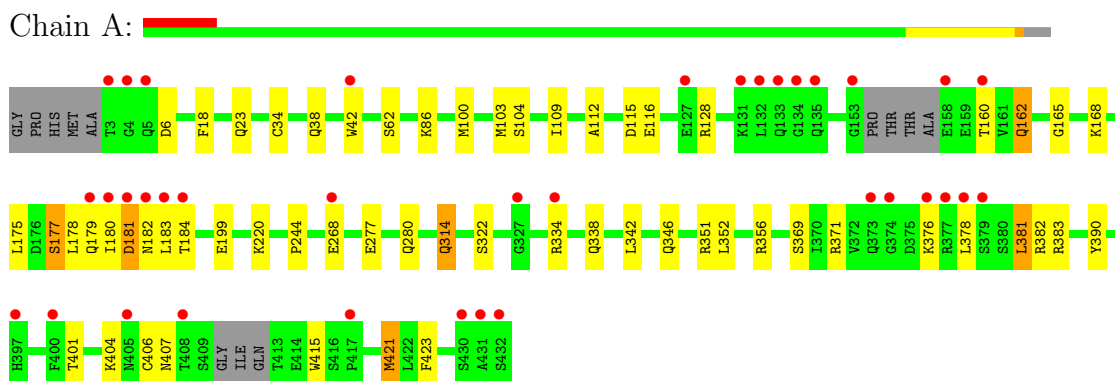 Chain A:
GLY PRO HIS MET ALA T3 G4 Q5 D6 F18 Q23 C34 Q38 W42 S62 K86 M100 M103 S104 I109 A112 D115 E116 E127 R128 K131 L132 Q133 G134 Q135 G153 PRO THR THR ALA E158 E159 T160 V161 Q162 G165 K168
L175 D176 S177 L178 Q179 I180 D181 N182 L183 T184 E199 K220 P244 E268 E277 Q280 Q314 S322 G327 R334 Q338 L342 Q346 R351 L352 R356 S369 I370 R371 V372 Q373 G374 D375 K376 R377 L378 S379 S380 L381 R382 R383 Y390
H397 F400 T401 K404 N405 C406 N407 T408 S409 GLY ILE GLN T413 E414 W415 S416 P417 M421 L422 F423 S430 A431 S432